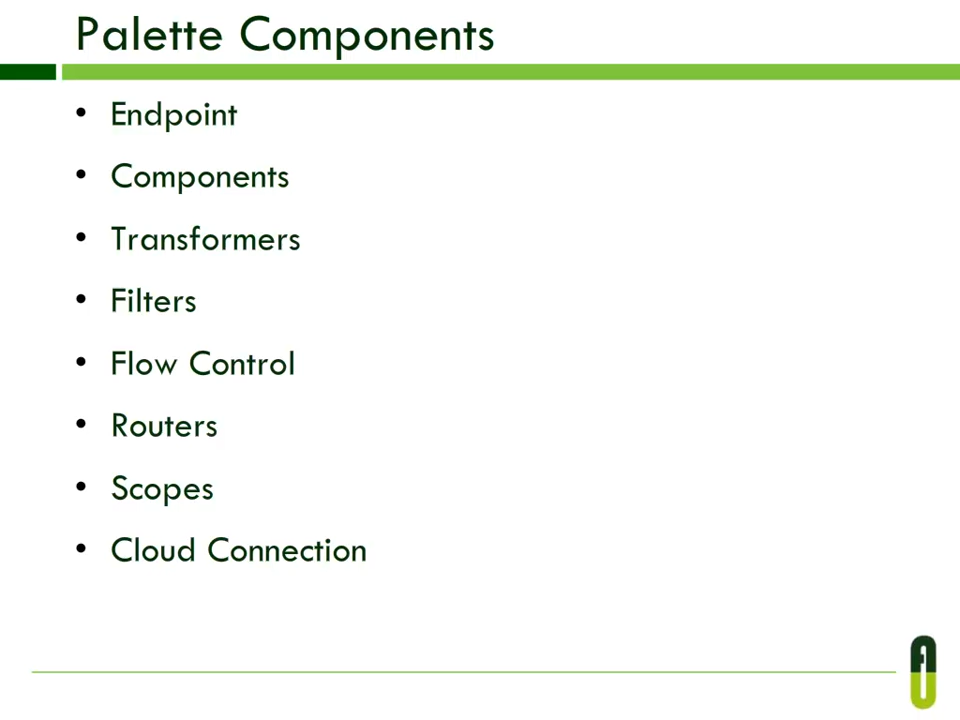 Palette Components
• Endpoint
• Components
• Transformers
• Filters
• Flow Control
• Routers
• Scopes
• Cloud Connection